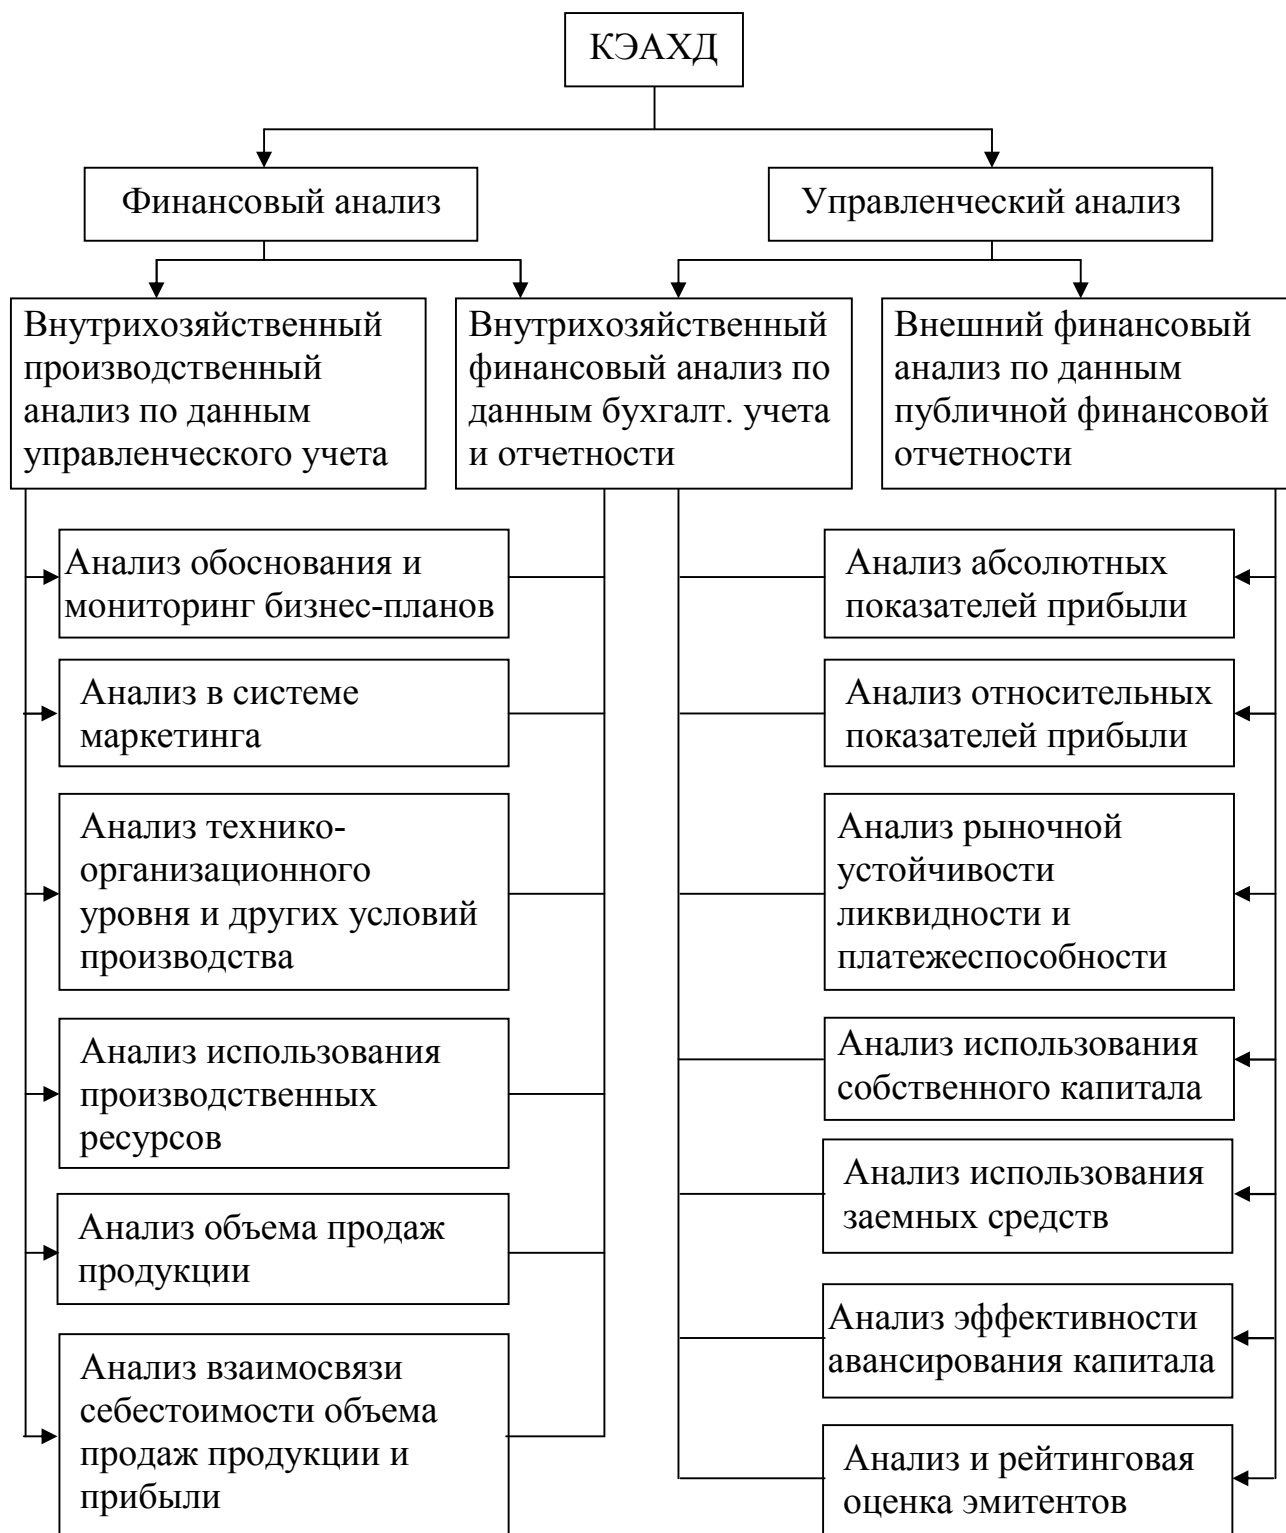 КЭАХД
Финансовый анализ
Управленческий анализ
Внутрихозяйственный
производственный
анализ по данным
управленческого учета
Внутрихозяйственный
финансовый анализ по
данным бухгалт. учета
и отчетности
Внешний финансовый
анализ по данным
публичной финансовой
отчетности
Анализ обоснования и
мониторинг бизнес-планов
Анализ в системе
маркетинга
Анализ технико-
организационного
уровня и других условий
производства
Анализ использования
производственных
ресурсов
Анализ объема продаж
продукции
Анализ взаимосвязи
себестоимости объема
продаж продукции и
прибыли
Анализ абсолютных
показателей прибыли
Анализ относительных
показателей прибыли
Анализ рыночной
устойчивости
ликвидности и
платежеспособности
Анализ использования
собственного капитала
Анализ использования
заемных средств
Анализ эффективности
авансирования капитала
Анализ и рейтинговая
оценка эмитентов